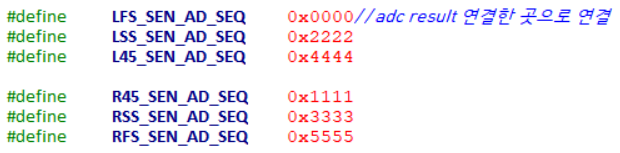 #define LFS_SEN_AD_SEQ 0x0000//adc result 연결한 곳으로 연결
#define LSS_SEN_AD_SEQ 0x2222
#define L45_SEN_AD_SEQ 0x4444
#define R45_SEN_AD_SEQ 0x1111
#define RSS_SEN_AD_SEQ 0x3333
#define RFS_SEN_AD_SEQ 0x5555